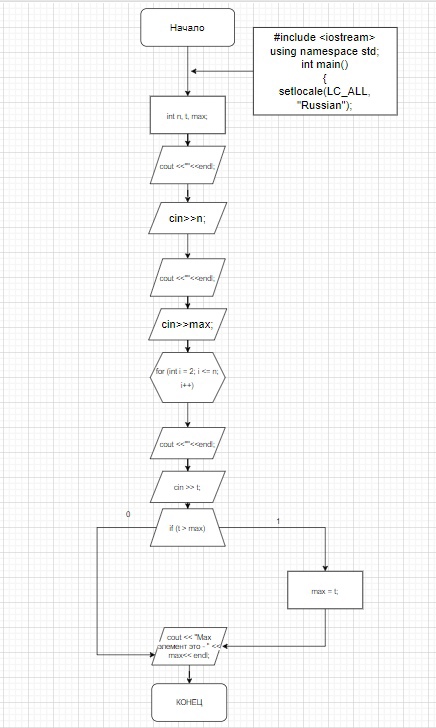 Начало
#include <iostream>
using namespace std;
int main()
{
setlocale(LC_ALL,
"Russian");
int n, t, max;
cout <<""<<endl;
cin>>n;
cout <<""<<endl;
cin>>max;
for (int i = 2; i <= n;
i++)
cout <<""<<endl;
cin >> t;
0
if (t > max)
1
max = t;
cout << "Max
элемент это - " <<
max<< endl;
КОНЕЦ